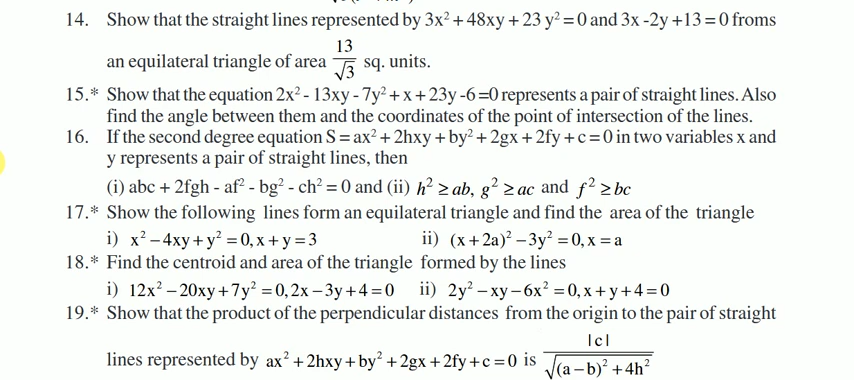 14. Show that the straight lines represented by 3x² + 48xy + 23 y² = 0 and 3x -2y +13 = 0 froms
an equilateral triangle of area 13/√3 sq. units.
15.* Show that the equation 2x² - 13xy - 7y² + x + 23y -6 =0 represents a pair of straight lines. Also
find the angle between them and the coordinates of the point of intersection of the lines.
16. If the second degree equation S = ax² + 2hxy + by² + 2gx + 2fy + c = 0 in two variables x and
y represents a pair of straight lines, then
(i) abc + 2fgh - af² - bg² - ch² = 0 and (ii) h² ≥ ab, g² ≥ ac and f² ≥ bc
17.* Show the following lines form an equilateral triangle and find the area of the triangle
i) x² – 4xy + y² = 0, x + y = 3 ii) (x + 2a)² – 3y² = 0, x = a
18.* Find the centroid and area of the triangle formed by the lines
i) 12x² – 20xy + 7y² = 0, 2x – 3y + 4 = 0 ii) 2y² – xy – 6x² = 0, x + y + 4 = 0
19.* Show that the product of the perpendicular distances from the origin to the pair of straight
lines represented by ax² + 2hxy + by² + 2gx + 2fy + c = 0 is |c|/√((a – b)² + 4h²)